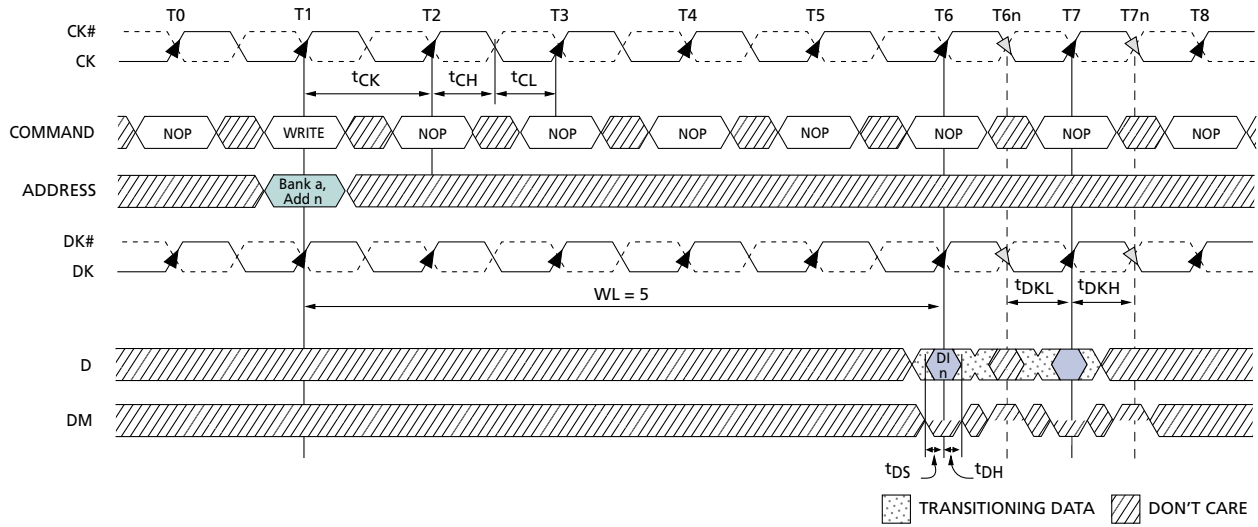 T0 T1 T2 T3 T4 T5 T6 T6n T7 T7n T8
CK#
CK
tCK tCH tCL
COMMAND NOP WRITE NOP NOP NOP NOP NOP NOP NOP
ADDRESS Bank a,
Add n
DK#
DK
tDKL tDKH
WL = 5
D DI
n
DM
tDS tDH
TRANSITIONING DATA DON'T CARE